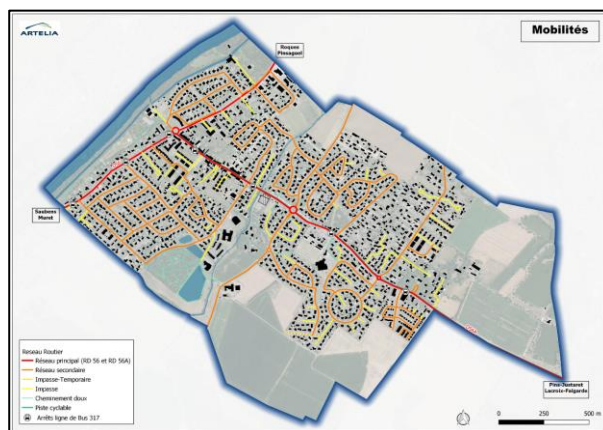 ARTELIA
Mobilités
Roques
Pinsaguel
Saubens
Muret
Pins-Justaret
Lacroix-Falgarde
Reseau Routier
Réseau principal (RD 56 et RD 56A)
Réseau secondaire
Impasse-Temporaire
Impasse
Cheminement doux
Piste cyclable
Arrêts ligne de Bus 317
0 250 500 m